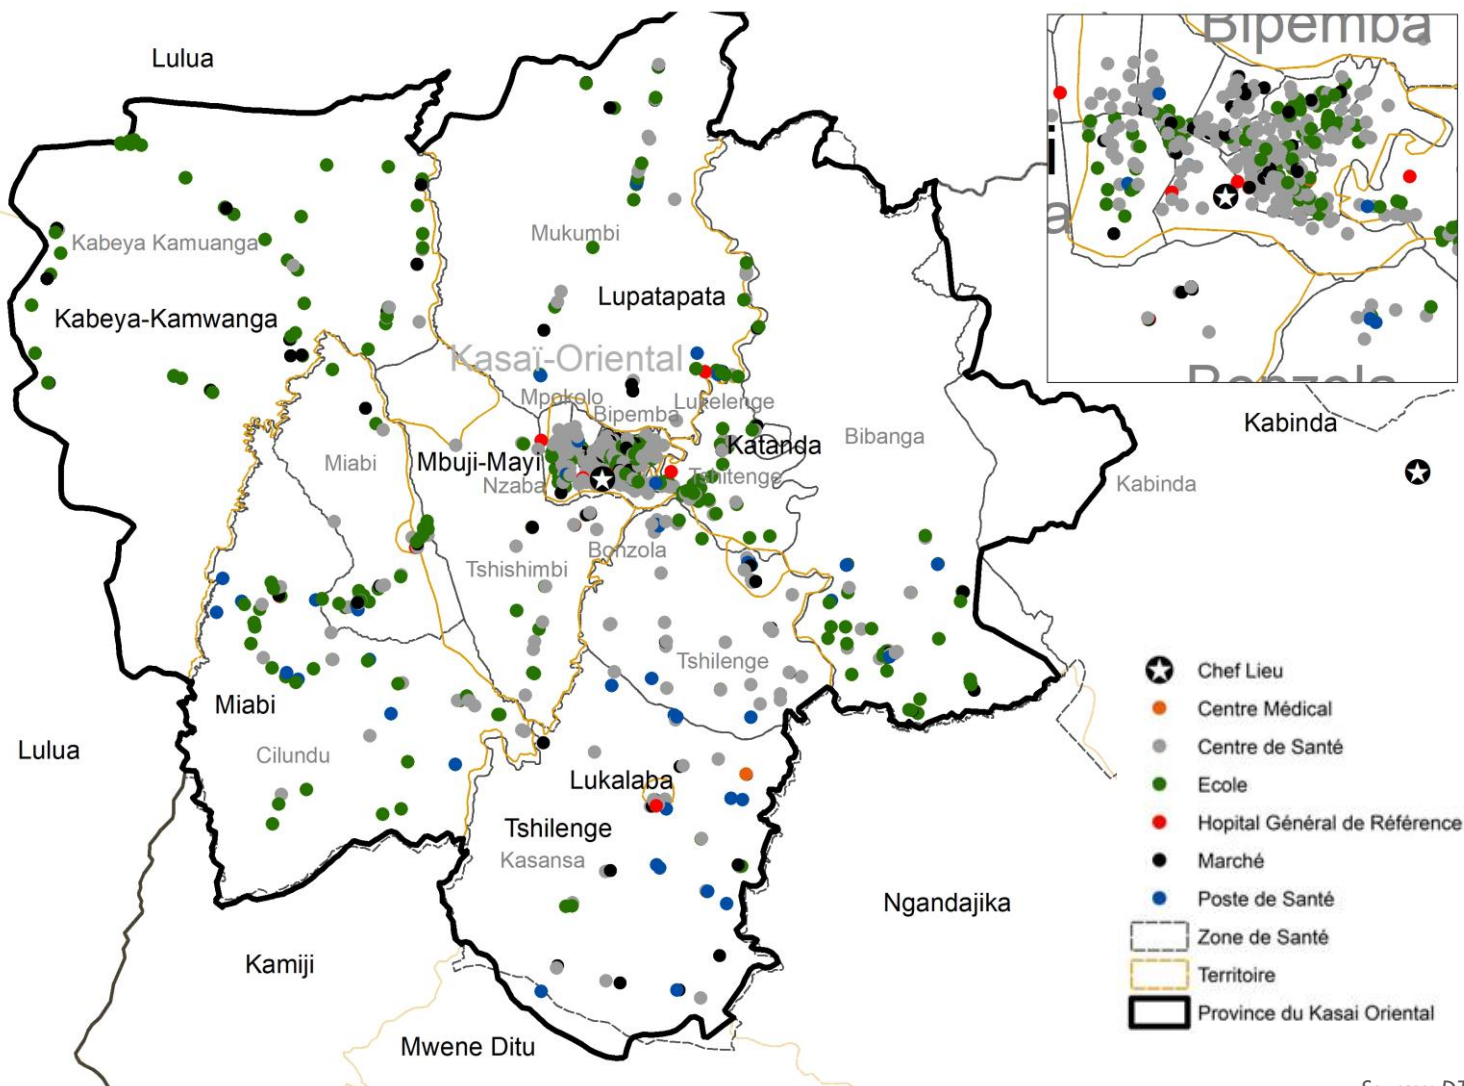 Bipemba
i
a
Bonzola
Lulua
Kabeya Kamuanga
Mukumbi
Lupatapata
Kabeya-Kamwanga
Kasaï-Oriental
Mpokolo
Lukelenge
Bipemba
Kabinda
Katanda
Bibanga
Miabi
Mbuji-Mayi
Nzaba
Tshitenge
Kabinda
Bonzola
Tshishimbi
Tshilenge
Miabi
Lulua
Cilundu
Lukalaba
Tshilenge
Kasansa
Ngandajika
Kamiji
Mwene Ditu
Chef Lieu
Centre Médical
Centre de Santé
Ecole
Hopital Général de Référence
Marché
Poste de Santé
Zone de Santé
Territoire
Province du Kasai Oriental